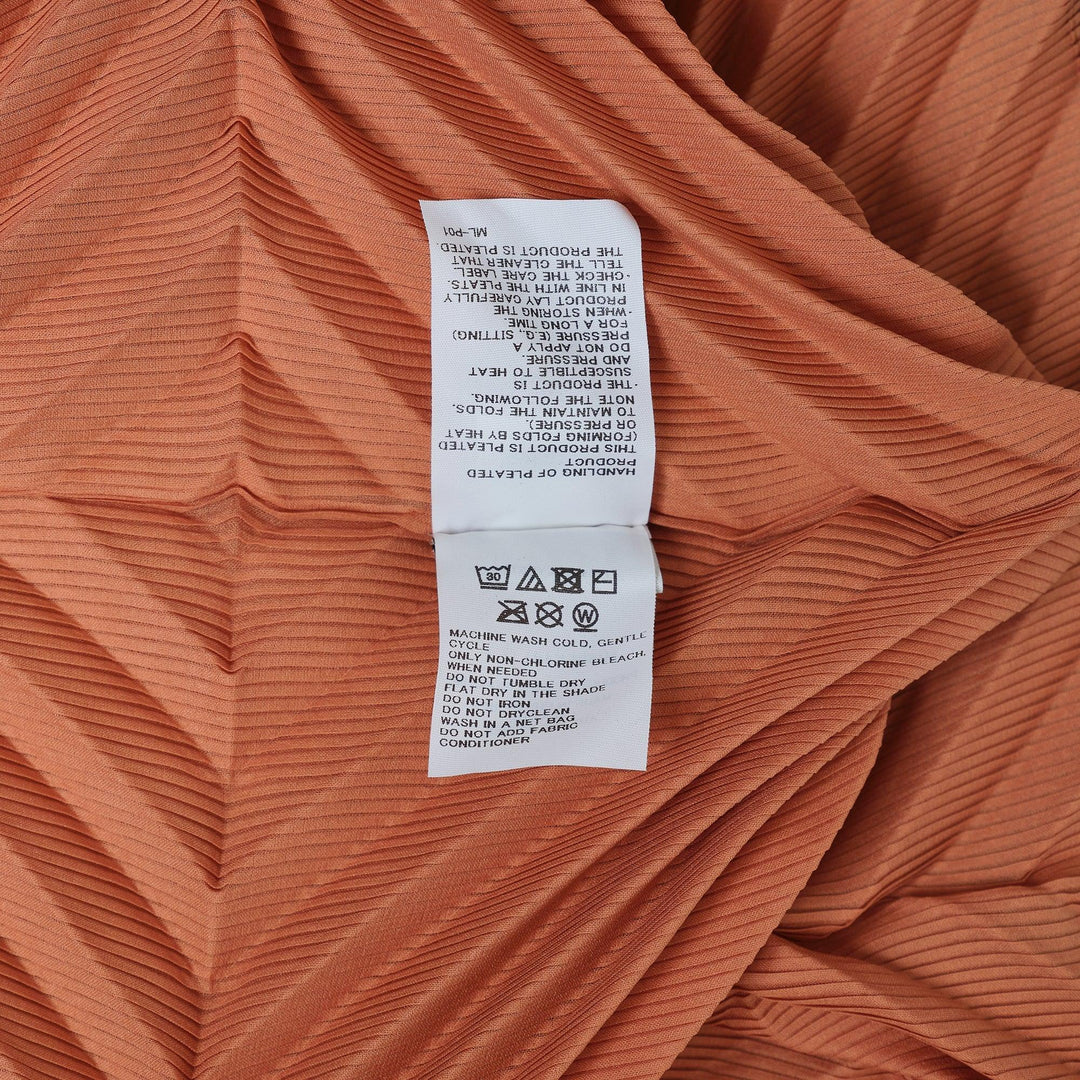 HANDLING OF PLEATED
PRODUCT
THIS PRODUCT IS PLEATED
(FORMING FOLDS BY HEAT
OR PRESSURE).
TO MAINTAIN THE FOLDS.
NOTE THE FOLLOWING.
·THE PRODUCT IS
SUSCEPTIBLE TO HEAT
AND PRESSURE.
DO NOT APPLY A
PRESSURE (E.G., SITTING)
FOR A LONG TIME.
·WHEN STORING THE
PRODUCT LAY CAREFULLY
IN LINE WITH THE PLEATS.
·CHECK THE CARE LABEL.
TELL THE CLEANER THAT
THE PRODUCT IS PLEATED.
ML-P01
30
W
MACHINE WASH COLD, GENTLE
CYCLE
ONLY NON-CHLORINE BLEACH,
WHEN NEEDED
DO NOT TUMBLE DRY
FLAT DRY IN THE SHADE
DO NOT IRON
DO NOT DRYCLEAN
WASH IN A NET BAG
DO NOT ADD FABRIC
CONDITIONER